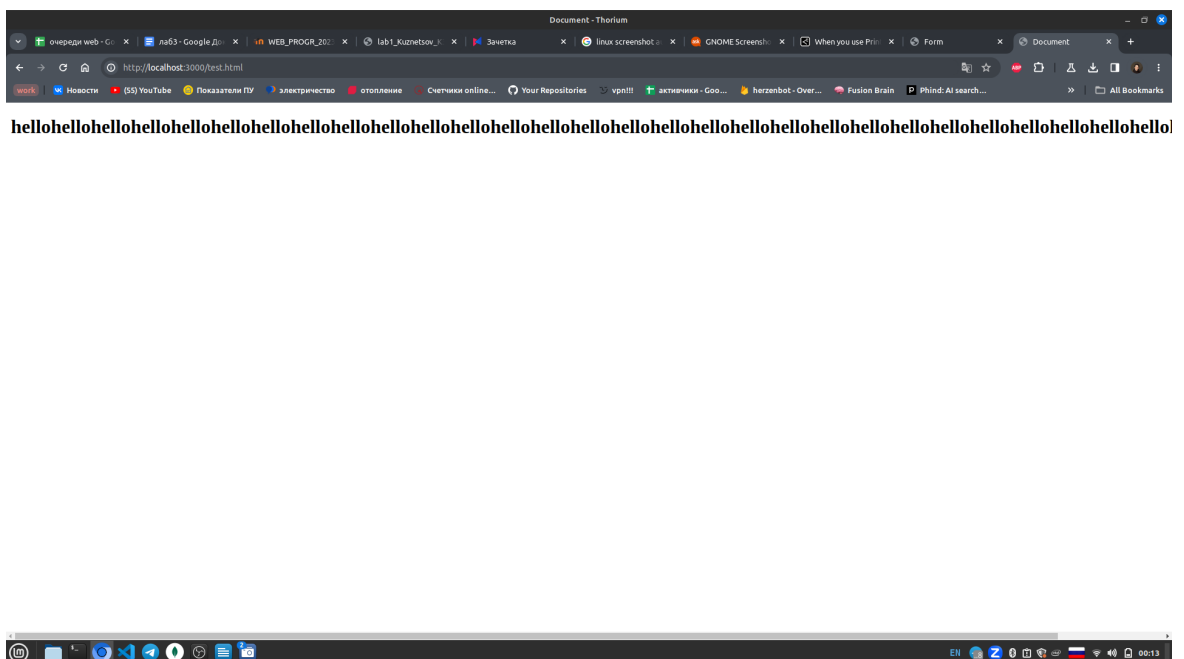 Document - Thorium
очереди web - Go лаб3 - Google До WEB_PROGR_202 lab1_Kuznetsov_K Зачетка linux screenshot a GNOME Screensho When you use Prin Form Document
http://localhost:3000/test.html
work Новости (55) YouTube Показатели ПУ электричество отопление Счетчики online... Your Repositories vpn!!! активчики - Goo... herzenbot - Over... Fusion Brain Phind: AI search... » All Bookmarks
hellohellohellohellohellohellohellohellohellohellohellohellohellohellohellohellohellohellohellohellohellohellohellohellohellohellohellohello
EN 00:13